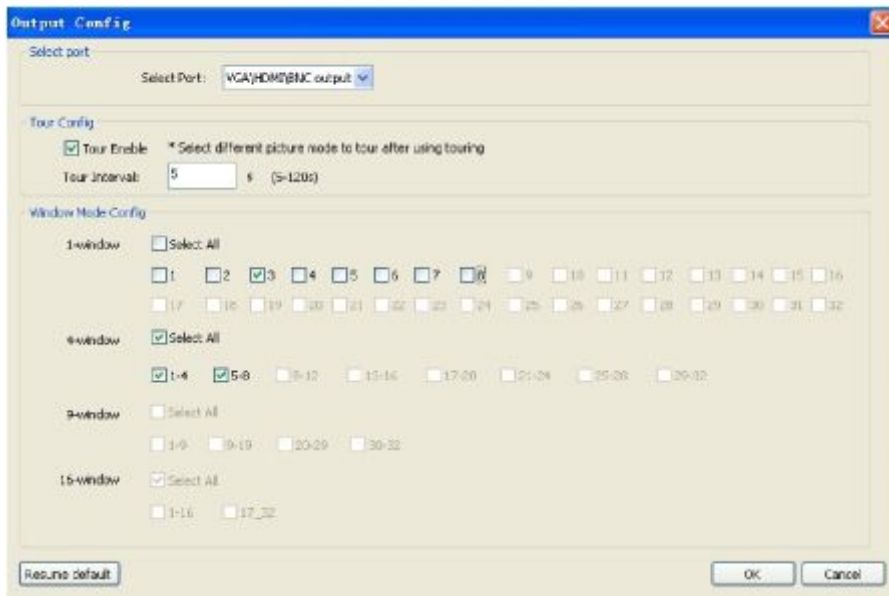 Output Config
Select port
Select Port: VGA\HDMI\BNC output
Tour Config
Tour Enable * Select different picture mode to tour after using touring
Tour Interval: 5 s (5-120s)
Window Mode Config
1-window Select All
1 2 3 4 5 6 7 8 9 10 11 12 13 14 15 16
17 18 19 20 21 22 23 24 25 26 27 28 29 30 31 32
4-window Select All
1-4 5-8 9-12 13-16 17-20 21-24 25-28 29-32
9-window Select All
1-9 9-19 20-29 30-32
16-window Select All
1-16 17_32
Resume default OK Cancel